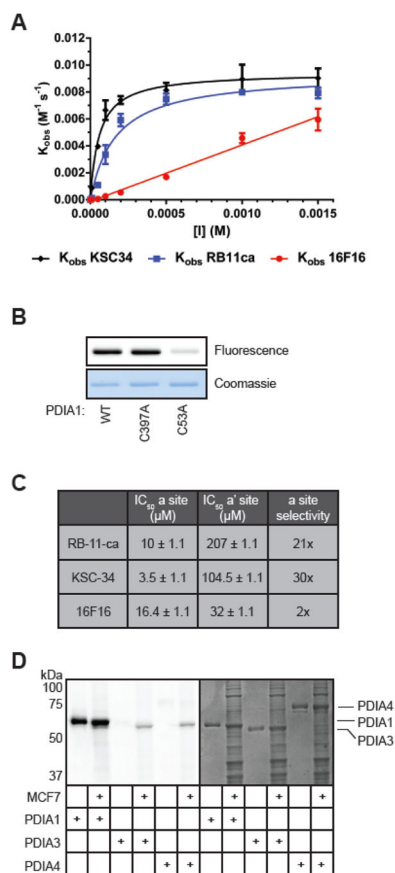 A
0.012
0.010
0.008
0.006
0.004
0.002
0.000
K_obs (M⁻¹ s⁻¹)
0.0000 0.0005 0.0010 0.0015
[I] (M)
K_obs KSC34 K_obs RB11ca K_obs 16F16
B
Fluorescence
Coomassie
PDIA1: WT C397A C53A
C
IC₅₀ a site (µM) IC₅₀ a' site (µM) a site selectivity
RB-11-ca 10 ± 1.1 207 ± 1.1 21x
KSC-34 3.5 ± 1.1 104.5 ± 1.1 30x
16F16 16.4 ± 1.1 32 ± 1.1 2x
D
kDa
100
75
50
37
PDIA4
PDIA1
PDIA3
MCF7 + + + + + +
PDIA1 + + + +
PDIA3 + + + +
PDIA4 + + + +